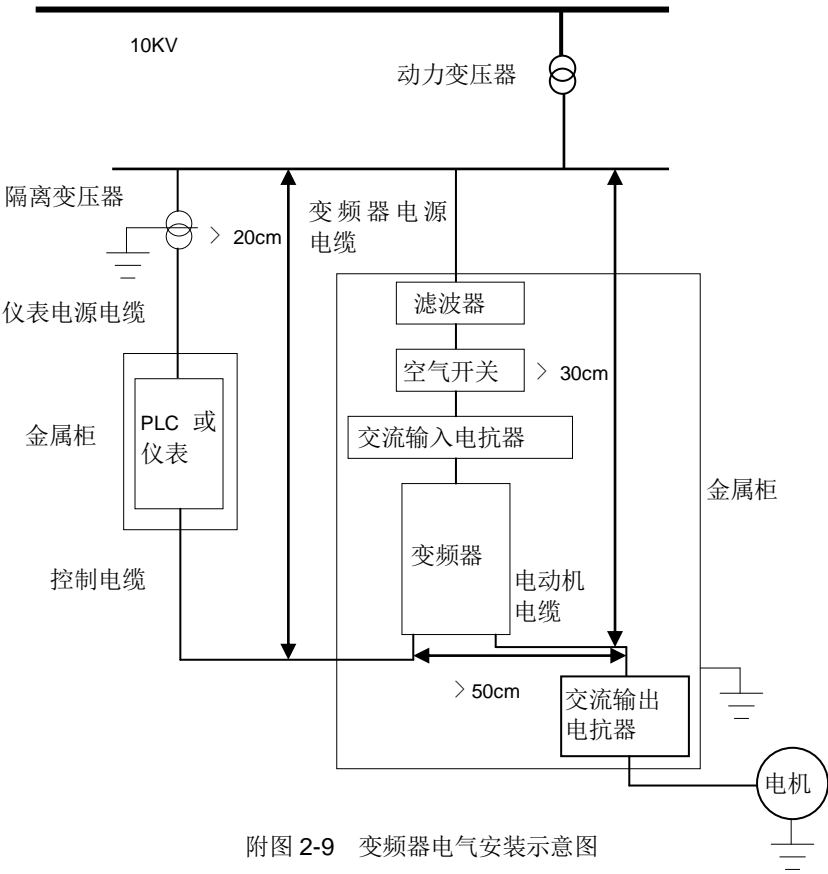 10KV
动力变压器
隔离变压器
> 20cm
变频器电源
电缆
滤波器
仪表电源电缆
空气开关
> 30cm
PLC 或
仪表
金属柜
交流输入电抗器
金属柜
变频器
控制电缆
电动机
电缆
> 50cm
交流输出
电抗器
电机
附图 2-9 变频器电气安装示意图